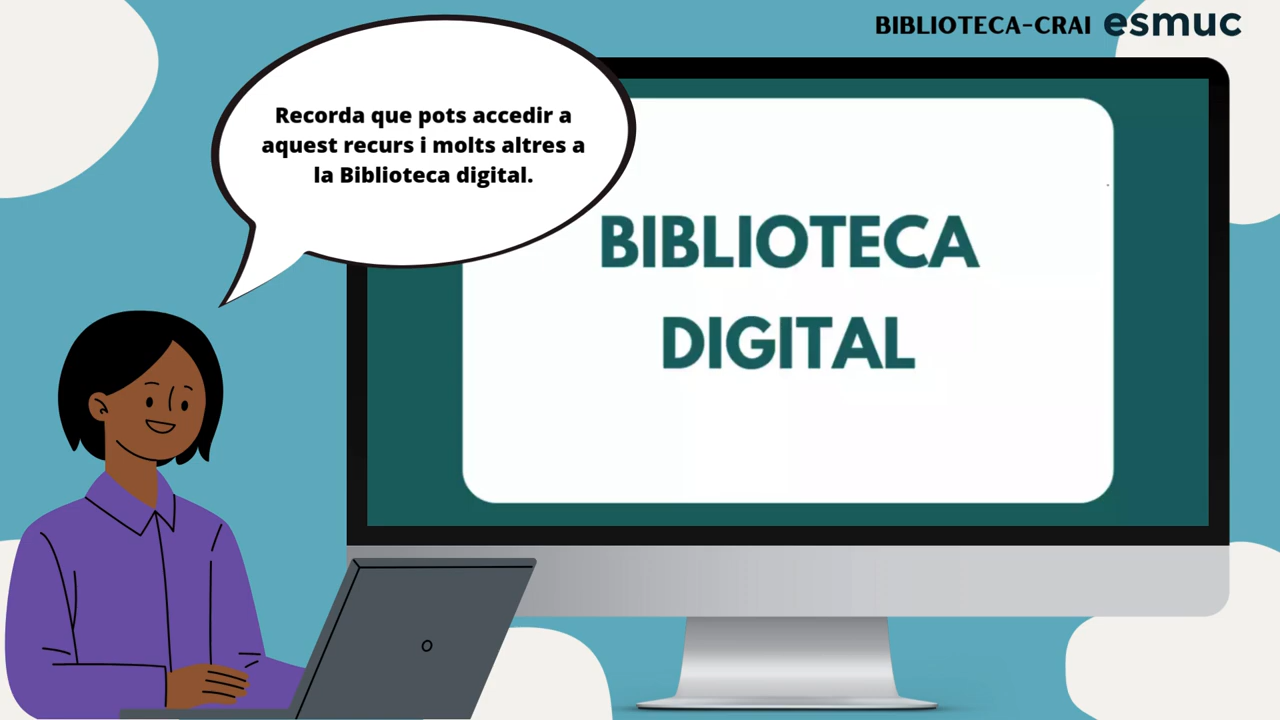 BIBLIOTECA-CRAI esmuc
Recorda que pots accedir a
aquest recurs i molts altres a
la Biblioteca digital.
BIBLIOTECA
DIGITAL